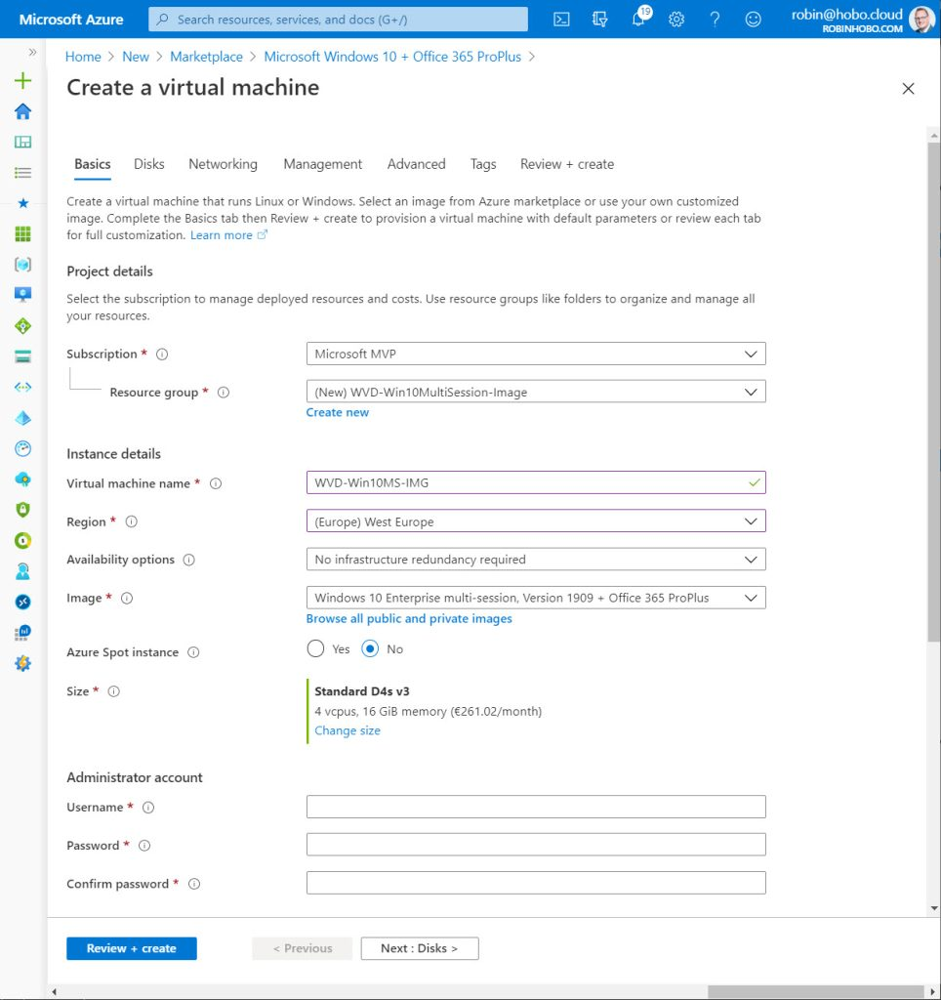 Microsoft Azure
Search resources, services, and docs (G+/)
19
robin@hobo.cloud
ROBINHOBO.COM
Home > New > Marketplace > Microsoft Windows 10 + Office 365 ProPlus >
Create a virtual machine
Basics Disks Networking Management Advanced Tags Review + create
Create a virtual machine that runs Linux or Windows. Select an image from Azure marketplace or use your own customized
image. Complete the Basics tab then Review + create to provision a virtual machine with default parameters or review each tab
for full customization. Learn more
Project details
Select the subscription to manage deployed resources and costs. Use resource groups like folders to organize and manage all
your resources.
Subscription *
Microsoft MVP
Resource group *
(New) WVD-Win10MultiSession-Image
Create new
Instance details
Virtual machine name *
WVD-Win10MS-IMG
Region *
(Europe) West Europe
Availability options
No infrastructure redundancy required
Image *
Windows 10 Enterprise multi-session, Version 1909 + Office 365 ProPlus
Browse all public and private images
Azure Spot instance
Yes No
Size *
Standard D4s v3
4 vcpus, 16 GiB memory (€261.02/month)
Change size
Administrator account
Username *
Password *
Confirm password *
Review + create
< Previous
Next : Disks >